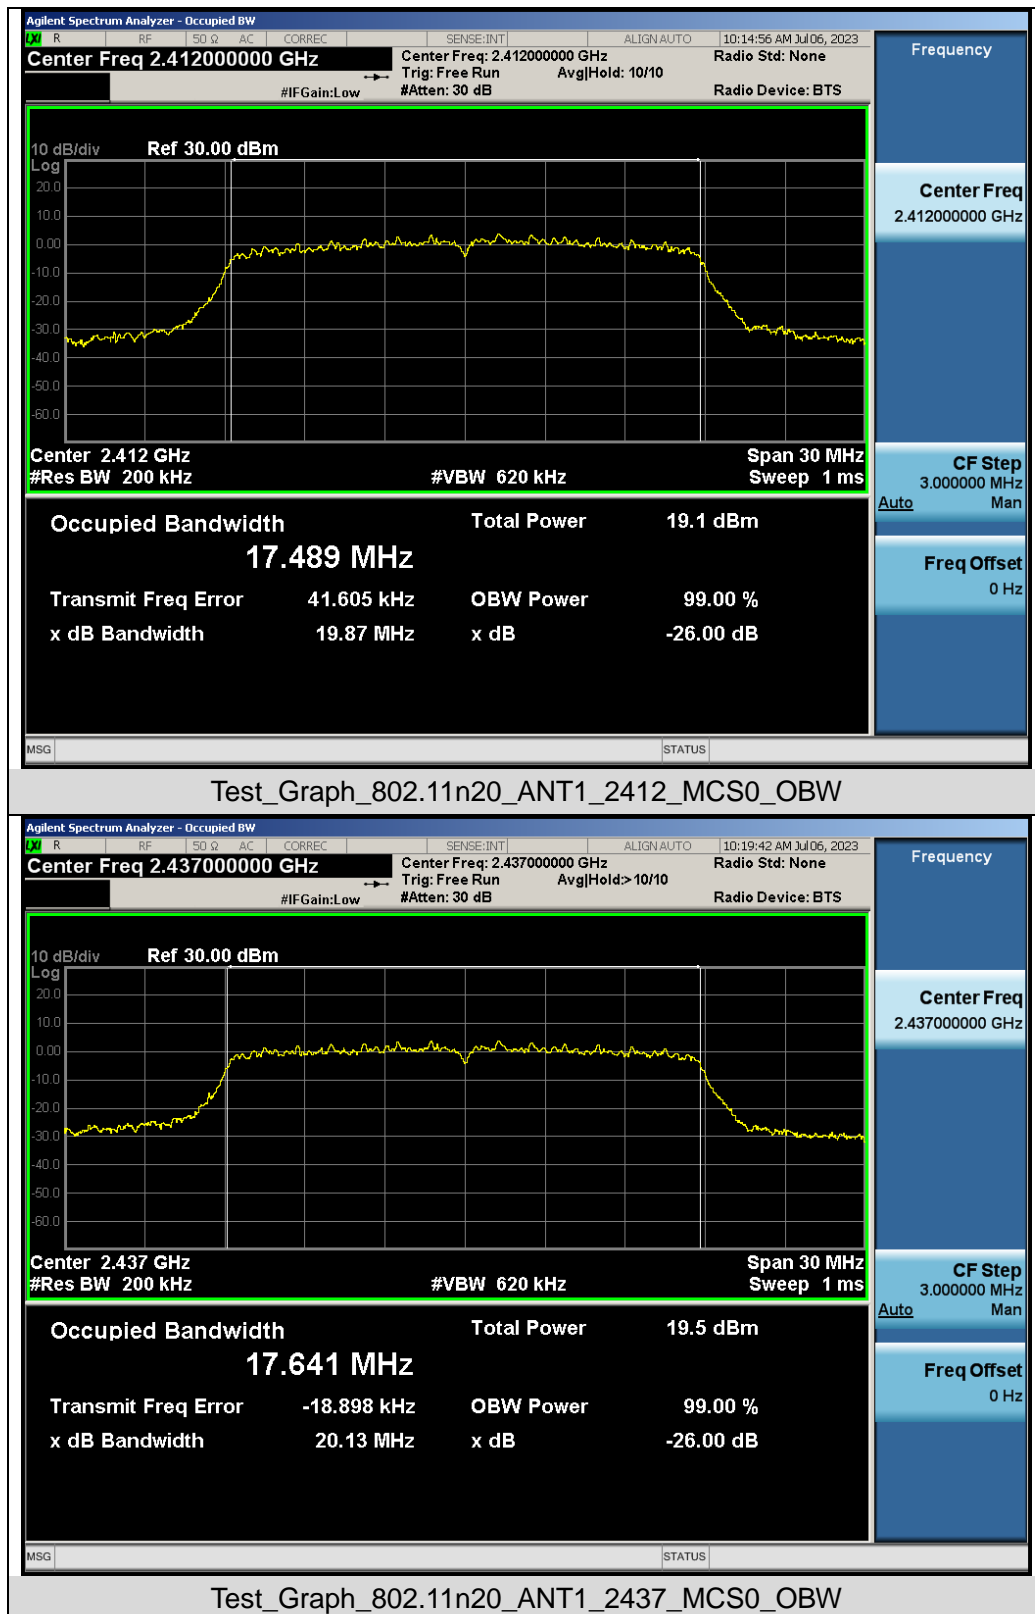 Agilent Spectrum Analyzer - Occupied BW
LXI R RF 50 Ω AC CORREC SENSE:INT ALIGN AUTO 10:14:56 AM Jul 06, 2023
Center Freq 2.412000000 GHz Center Freq: 2.412000000 GHz Radio Std: None
Trig: Free Run Avg|Hold: 10/10
#IFGain:Low #Atten: 30 dB Radio Device: BTS
Frequency
10 dB/div Ref 30.00 dBm
Log
20.0
10.0
0.00
-10.0
-20.0
-30.0
-40.0
-50.0
-60.0
Center 2.412 GHz Span 30 MHz
#Res BW 200 kHz #VBW 620 kHz Sweep 1 ms
Center Freq
2.412000000 GHz
CF Step
3.000000 MHz
Auto Man
Freq Offset
0 Hz
Occupied Bandwidth Total Power 19.1 dBm
17.489 MHz
Transmit Freq Error 41.605 kHz OBW Power 99.00 %
x dB Bandwidth 19.87 MHz x dB -26.00 dB
MSG STATUS
Test_Graph_802.11n20_ANT1_2412_MCS0_OBW
Agilent Spectrum Analyzer - Occupied BW
LXI R RF 50 Ω AC CORREC SENSE:INT ALIGN AUTO 10:19:42 AM Jul 06, 2023
Center Freq 2.437000000 GHz Center Freq: 2.437000000 GHz Radio Std: None
Trig: Free Run Avg|Hold:>10/10
#IFGain:Low #Atten: 30 dB Radio Device: BTS
Frequency
10 dB/div Ref 30.00 dBm
Log
20.0
10.0
0.00
-10.0
-20.0
-30.0
-40.0
-50.0
-60.0
Center 2.437 GHz Span 30 MHz
#Res BW 200 kHz #VBW 620 kHz Sweep 1 ms
Center Freq
2.437000000 GHz
CF Step
3.000000 MHz
Auto Man
Freq Offset
0 Hz
Occupied Bandwidth Total Power 19.5 dBm
17.641 MHz
Transmit Freq Error -18.898 kHz OBW Power 99.00 %
x dB Bandwidth 20.13 MHz x dB -26.00 dB
MSG STATUS
Test_Graph_802.11n20_ANT1_2437_MCS0_OBW